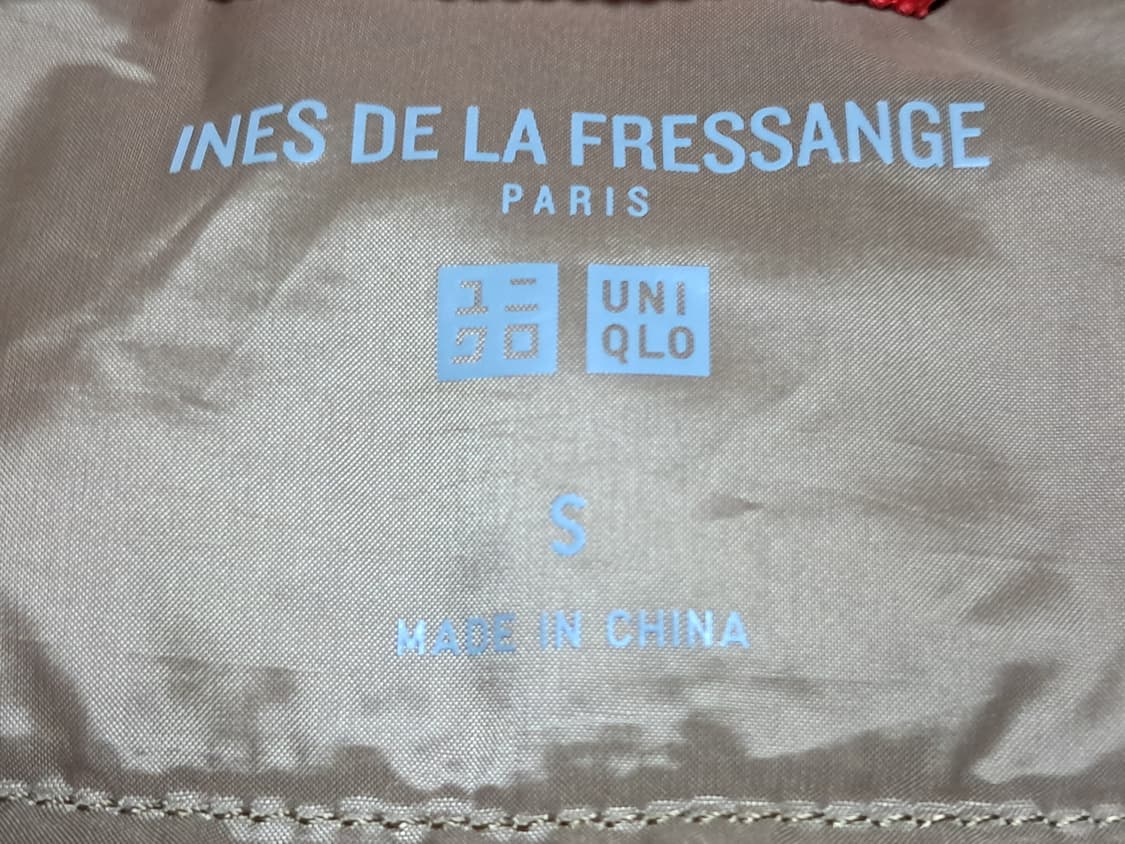 INES DE LA FRESSANGE
PARIS
ユニ
クロ
UNI
QLO
S
MADE IN CHINA